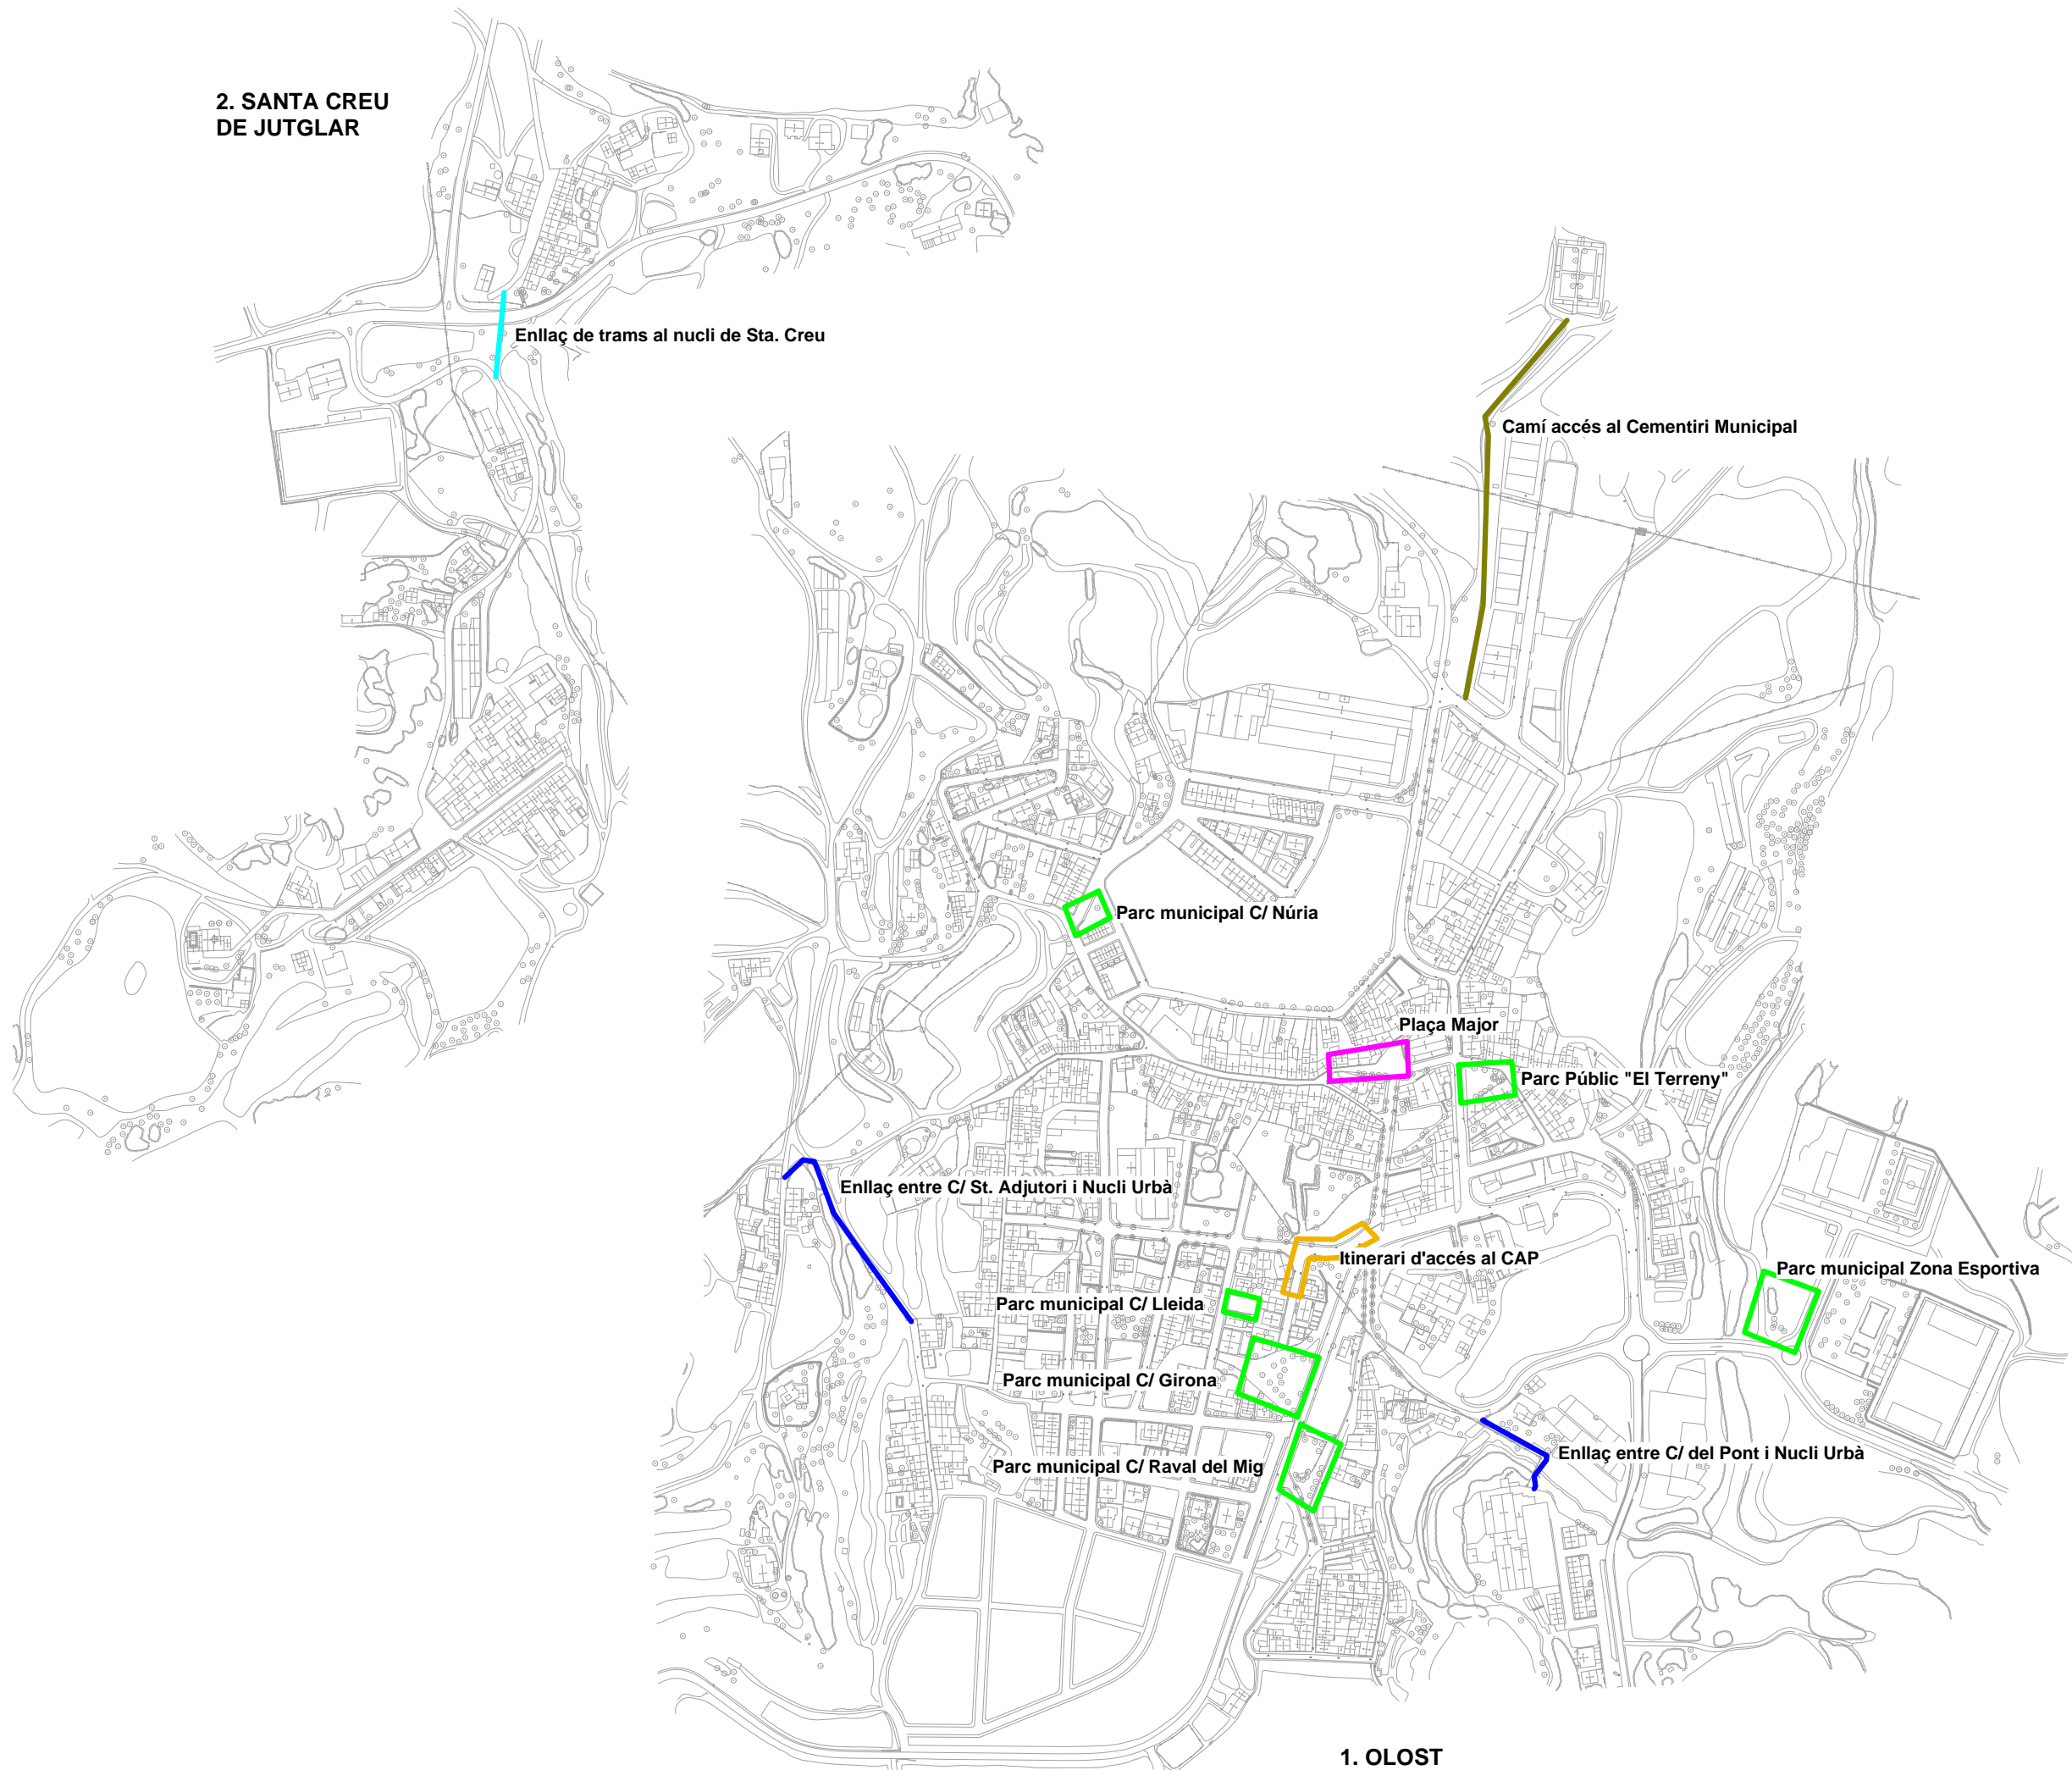 2. SANTA CREU
DE JUTGLAR
Enllaç de trams al nucli de Sta. Creu
Camí accés al Cementiri Municipal
Parc municipal C/ Núria
Plaça Major
Parc Públic "El Terreny"
Enllaç entre C/ St. Adjutori i Nucli Urbà
Itinerari d'accés al CAP
Parc municipal Zona Esportiva
Parc municipal C/ Lleida
Parc municipal C/ Girona
Enllaç entre C/ del Pont i Nucli Urbà
Parc municipal C/ Raval del Mig
1. OLOST